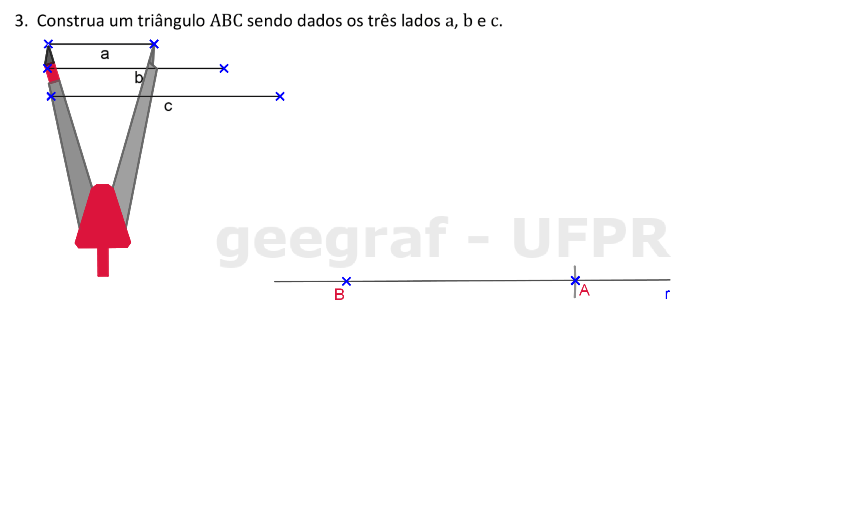 3. Construa um triângulo ABC sendo dados os três lados a, b e c.
a
b
c
geegraf - UFPR
B
A
r